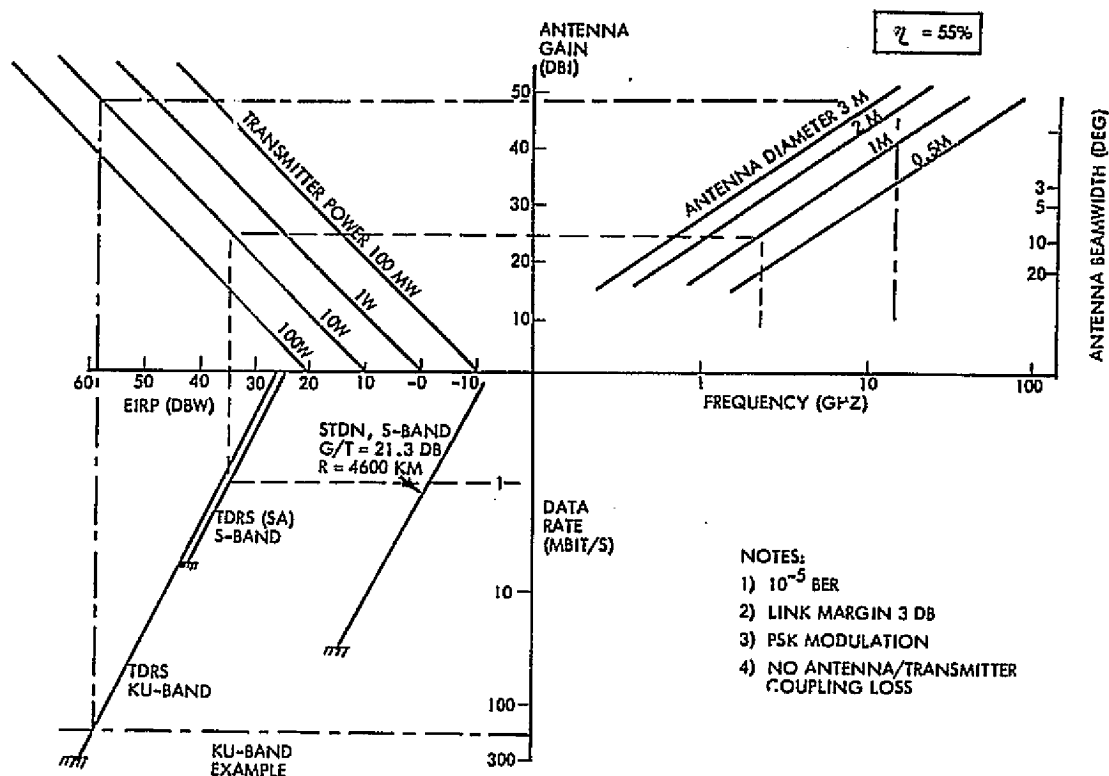 ANTENNA
GAIN
(DBI)
η = 55%
50
40
30
20
10
TRANSMITTER POWER 100 MW
1W
10W
100W
ANTENNA DIAMETER 3 M
2 M
1M
0.5M
ANTENNA BEAMWIDTH (DEG)
3
5
10
20
60
50
40
30
20
10
-0
-10
EIRP (DBW)
1
10
100
FREQUENCY (GHZ)
STDN, S-BAND
G/T = 21.3 DB
R = 4600 KM
TDRS (SA)
S-BAND
TDRS
KU-BAND
KU-BAND
EXAMPLE
1
10
100
300
DATA
RATE
(MBIT/S)
NOTES:
1) 10⁻⁵ BER
2) LINK MARGIN 3 DB
3) PSK MODULATION
4) NO ANTENNA/TRANSMITTER
COUPLING LOSS